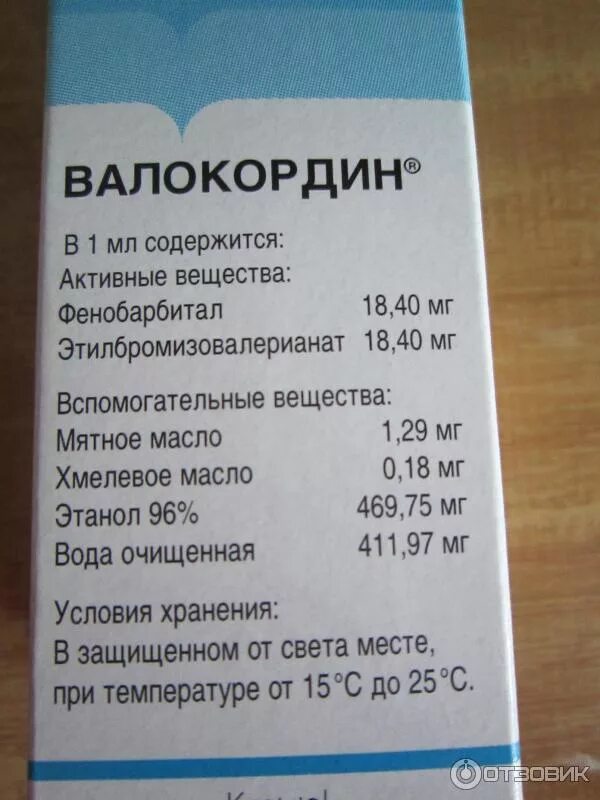 ВАЛОКОРДИН®
В 1 мл содержится:
Активные вещества:
Фенобарбитал 18,40 мг
Этилбромизовалерианат 18,40 мг
Вспомогательные вещества:
Мятное масло 1,29 мг
Хмелевое масло 0,18 мг
Этанол 96% 469,75 мг
Вода очищенная 411,97 мг
Условия хранения:
В защищенном от света месте,
при температуре от 15°C до 25°C.
ОТЗОВИК